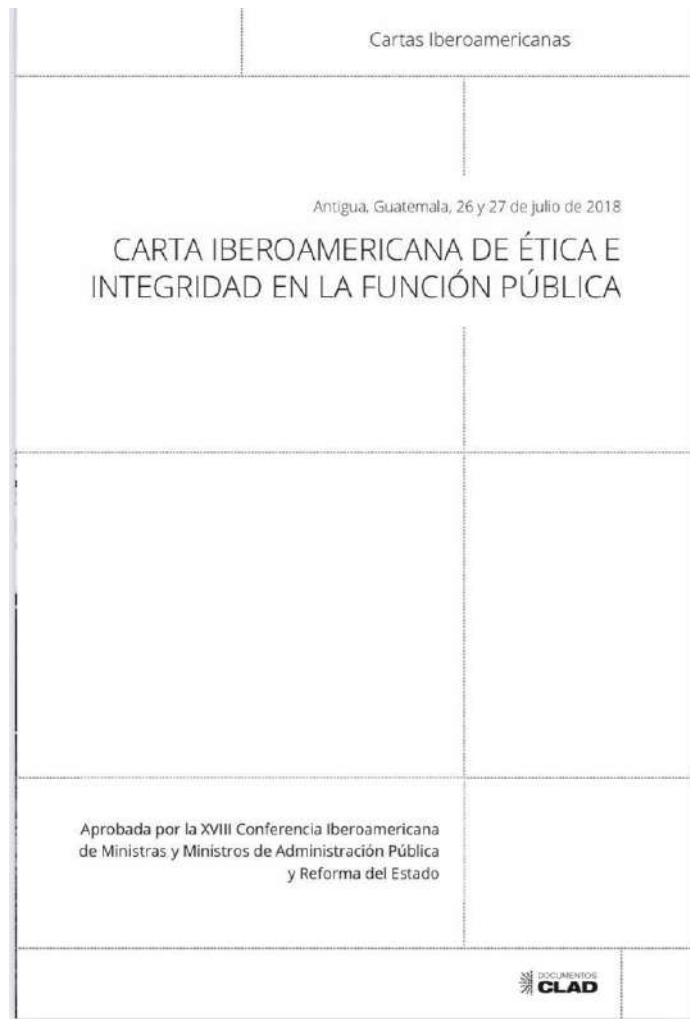 Cartas Iberoamericanas
Antigua, Guatemala, 26 y 27 de julio de 2018
CARTA IBEROAMERICANA DE ÉTICA E
INTEGRIDAD EN LA FUNCIÓN PÚBLICA
Aprobada por la XVIII Conferencia Iberoamericana
de Ministras y Ministros de Administración Pública
y Reforma del Estado
DOCUMENTOS
CLAD